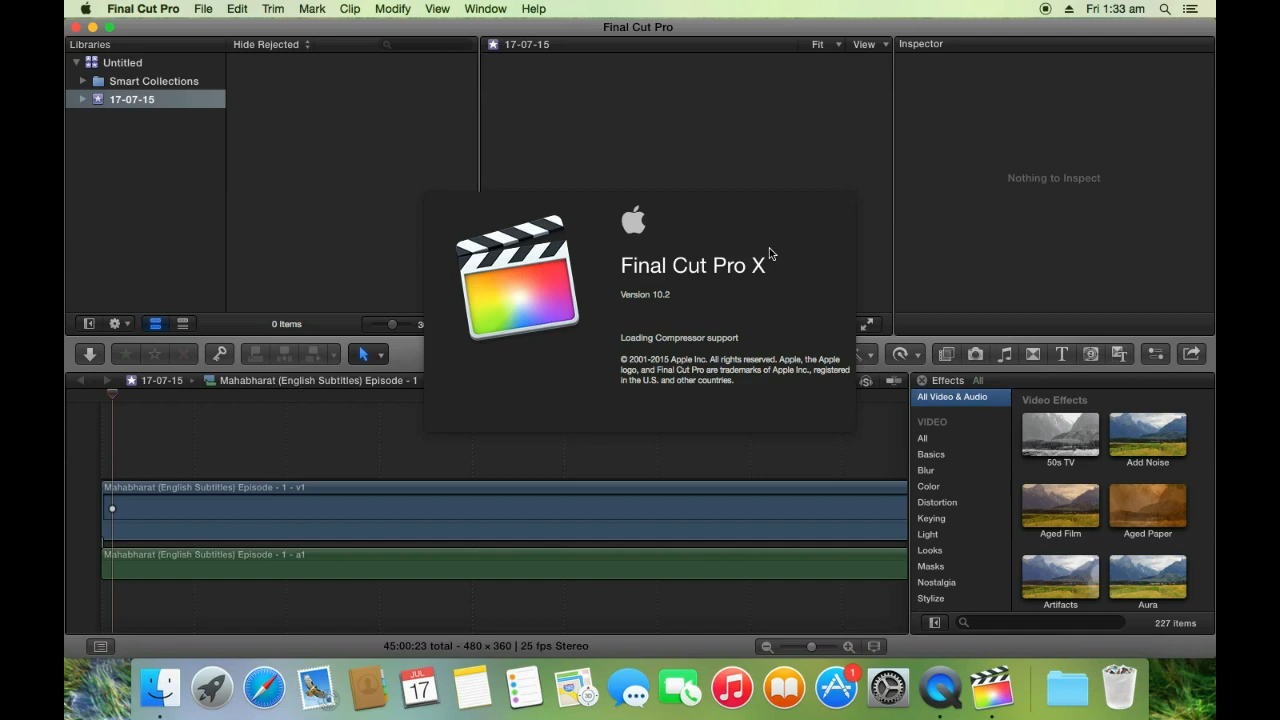 Final Cut Pro File Edit Trim Mark Clip Modify View Window Help Fri 1:33 am
Final Cut Pro
Libraries Hide Rejected 17-07-15 Fit View Inspector
Untitled
Smart Collections
17-07-15
Nothing to Inspect
Final Cut Pro X
Version 10.2
Loading Compressor support
© 2001-2015 Apple Inc. All rights reserved. Apple, the Apple
logo, and Final Cut Pro are trademarks of Apple Inc., registered
in the U.S. and other countries.
0 Items
17-07-15 Mahabharat (English Subtitles) Episode - 1
Effects All
All Video & Audio
VIDEO
All
Basics
Blur
Color
Distortion
Keying
Light
Looks
Masks
Nostalgia
Stylize
Video Effects
50s TV Add Noise
Aged Film Aged Paper
Artifacts Aura
227 items
Mahabharat (English Subtitles) Episode - 1 - v1
Mahabharat (English Subtitles) Episode - 1 - a1
45:00:23 total - 480 × 360 | 25 fps Stereo
JUL
17
1